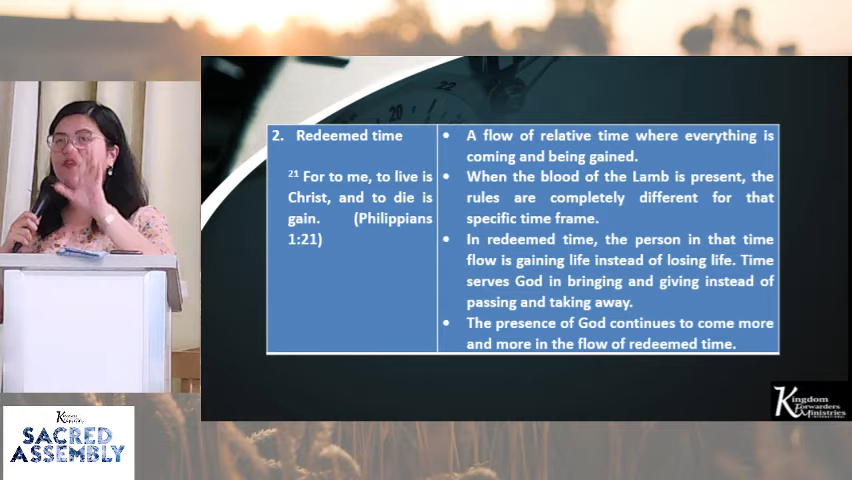 22
20
2. Redeemed time
21 For to me, to live is
Christ, and to die is
gain. (Philippians
1:21)
• A flow of relative time where everything is
coming and being gained.
• When the blood of the Lamb is present, the
rules are completely different for that
specific time frame.
• In redeemed time, the person in that time
flow is gaining life instead of losing life. Time
serves God in bringing and giving instead of
passing and taking away.
• The presence of God continues to come more
and more in the flow of redeemed time.
Kingdom
Forwarders
Ministries
INTERNATIONAL
SACRED
ASSEMBLY